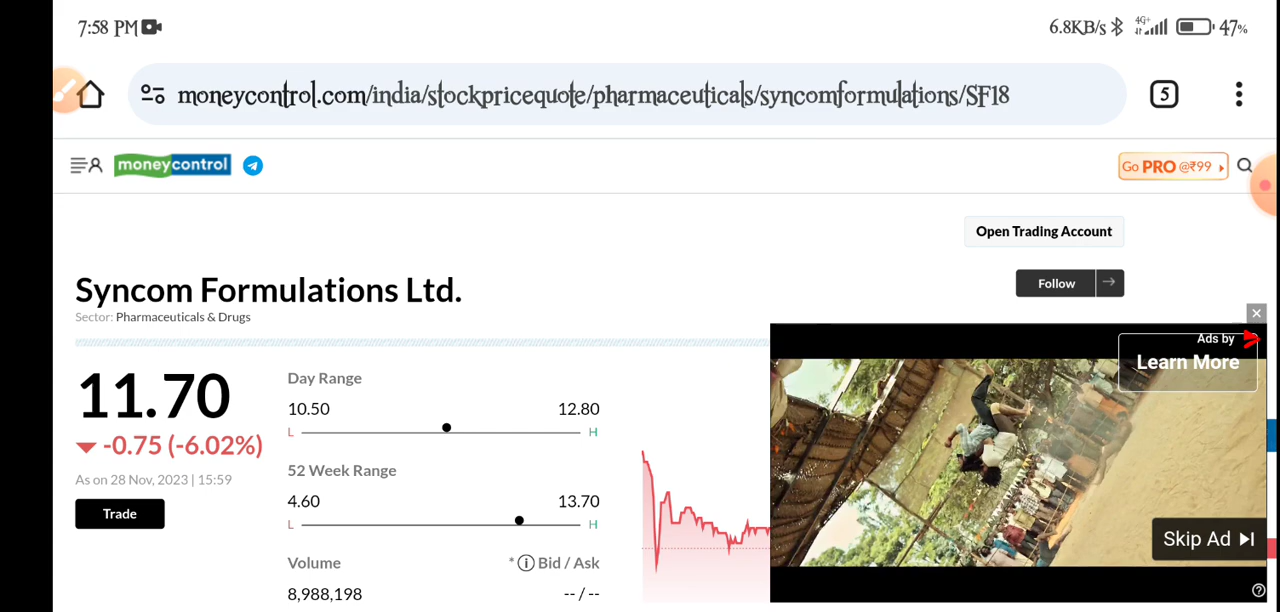 7:58 PM
6.8KB/s 4G+ 47%
moneycontrol.com/india/stockpricequote/pharmaceuticals/syncomformulations/SF18
5
moneycontrol
Go PRO @₹99
Open Trading Account
Syncom Formulations Ltd.
Follow
Sector: Pharmaceuticals & Drugs
Ads by
Learn More
11.70
-0.75 (-6.02%)
As on 28 Nov, 2023 | 15:59
Trade
Day Range
10.50 12.80
L H
52 Week Range
4.60 13.70
L H
Volume * Bid / Ask
8,988,198 -- / --
Skip Ad